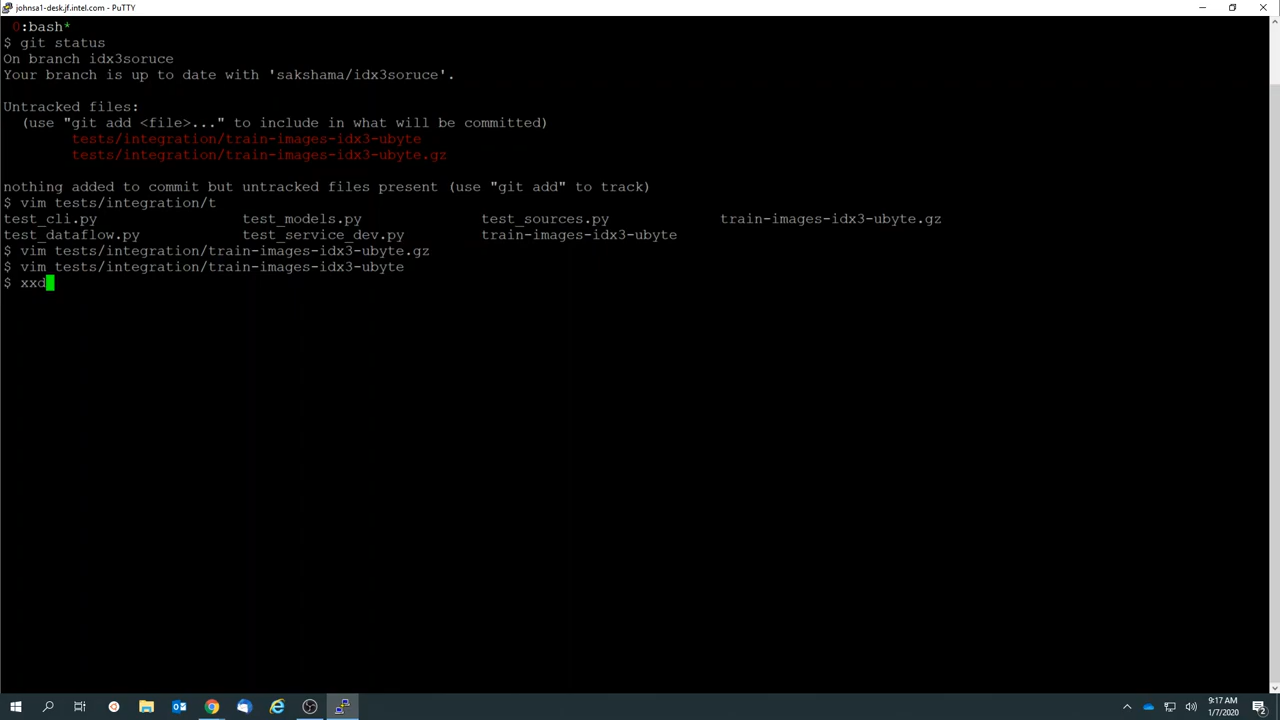 johnsa1-desk.jf.intel.com - PuTTY
0:bash*
$ git status
On branch idx3soruce
Your branch is up to date with 'sakshama/idx3soruce'.
Untracked files:
(use "git add <file>..." to include in what will be committed)
tests/integration/train-images-idx3-ubyte
tests/integration/train-images-idx3-ubyte.gz
nothing added to commit but untracked files present (use "git add" to track)
$ vim tests/integration/t
test_cli.py test_models.py test_sources.py train-images-idx3-ubyte.gz
test_dataflow.py test_service_dev.py train-images-idx3-ubyte
$ vim tests/integration/train-images-idx3-ubyte.gz
$ vim tests/integration/train-images-idx3-ubyte
$ xxd
9:17 AM
1/7/2020
2